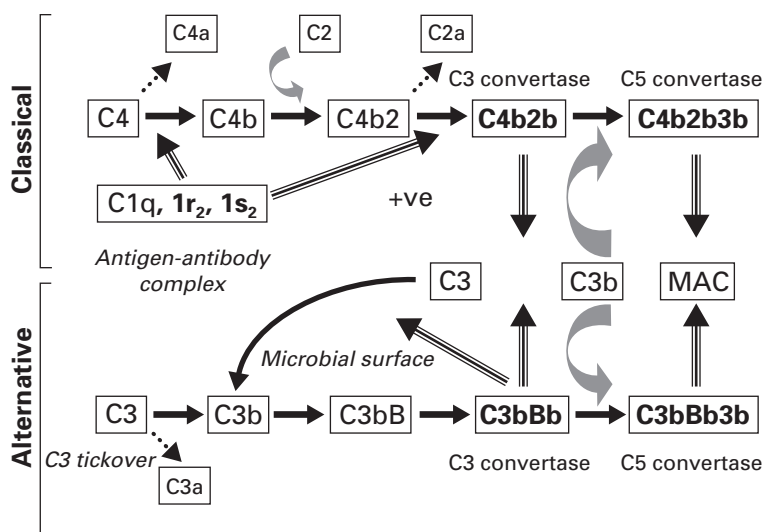 Classical
C4a
C2
C2a
C3 convertase
C5 convertase
C4
C4b
C4b2
C4b2b
C4b2b3b
C1q, 1r₂, 1s₂
+ve
Antigen-antibody
complex
C3
C3b
MAC
Alternative
Microbial surface
C3
C3b
C3bB
C3bBb
C3bBb3b
C3 tickover
C3a
C3 convertase
C5 convertase